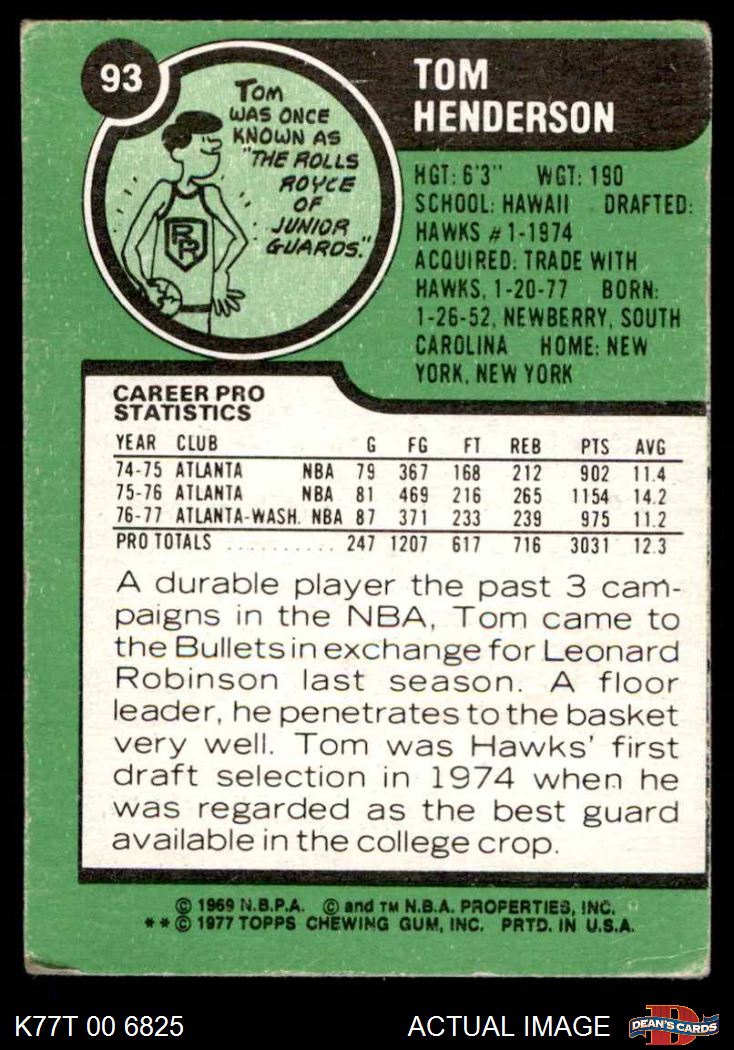 93
TOM
WAS ONCE
KNOWN AS
"THE ROLLS
ROYCE
OF
JUNIOR
GUARDS."
RR
TOM
HENDERSON
HGT: 6'3" WGT: 190
SCHOOL: HAWAII DRAFTED:
HAWKS #1-1974
ACQUIRED: TRADE WITH
HAWKS, 1-20-77 BORN:
1-26-52, NEWBERRY, SOUTH
CAROLINA HOME: NEW
YORK, NEW YORK
CAREER PRO
STATISTICS
YEAR CLUB G FG FT REB PTS AVG
74-75 ATLANTA NBA 79 367 168 212 902 11.4
75-76 ATLANTA NBA 81 469 216 265 1154 14.2
76-77 ATLANTA-WASH. NBA 87 371 233 239 975 11.2
PRO TOTALS .......... 247 1207 617 716 3031 12.3
A durable player the past 3 cam-
paigns in the NBA, Tom came to
the Bullets in exchange for Leonard
Robinson last season. A floor
leader, he penetrates to the basket
very well. Tom was Hawks' first
draft selection in 1974 when he
was regarded as the best guard
available in the college crop.
© 1969 N.B.P.A. © and TM N.B.A. PROPERTIES, INC.
**© 1977 TOPPS CHEWING GUM, INC. PRTD. IN U.S.A.
K77T 00 6825 ACTUAL IMAGE D DEAN'S CARDS